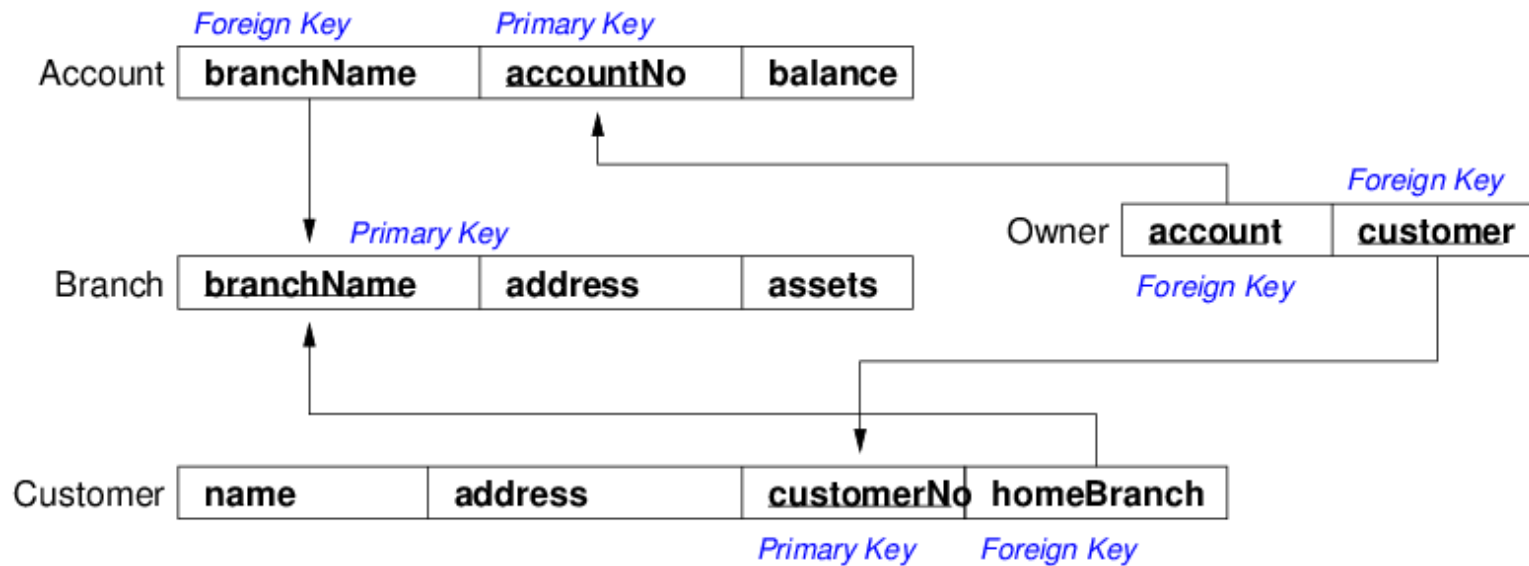 Foreign Key Primary Key
Account branchName accountNo balance
Foreign Key
Owner account customer
Primary Key
Foreign Key
Branch branchName address assets
Customer name address customerNo homeBranch
Primary Key Foreign Key